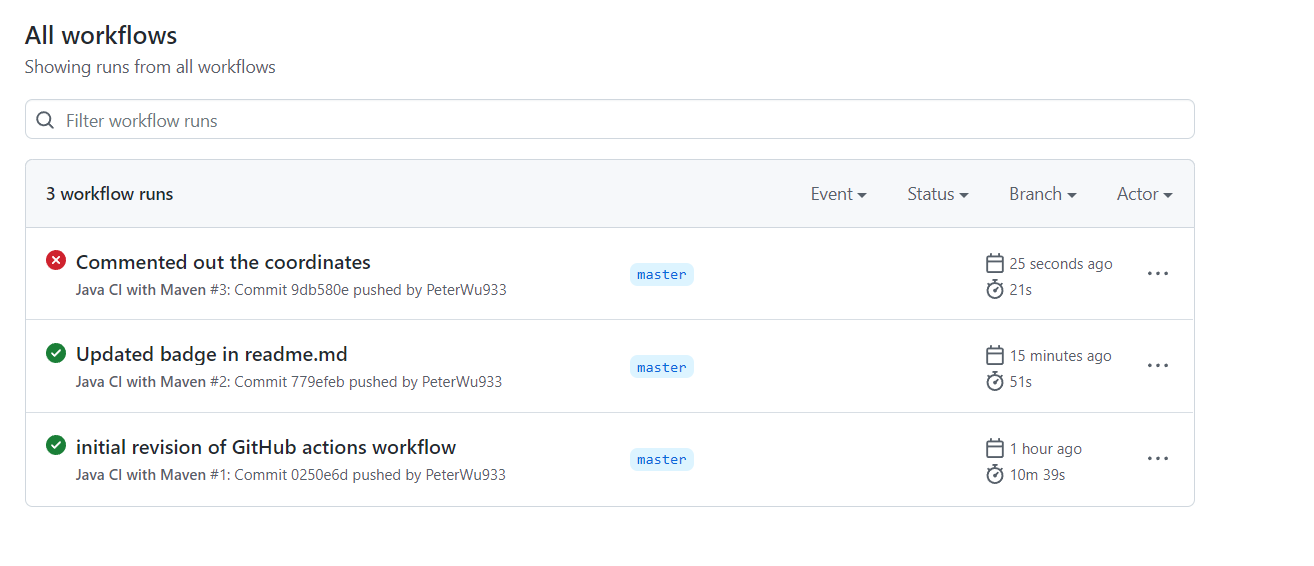 All workflows
Showing runs from all workflows
Filter workflow runs
3 workflow runs Event Status Branch Actor
Commented out the coordinates
Java CI with Maven #3: Commit 9db580e pushed by PeterWu933
master
25 seconds ago
21s
Updated badge in readme.md
Java CI with Maven #2: Commit 779efeb pushed by PeterWu933
master
15 minutes ago
51s
initial revision of GitHub actions workflow
Java CI with Maven #1: Commit 0250e6d pushed by PeterWu933
master
1 hour ago
10m 39s